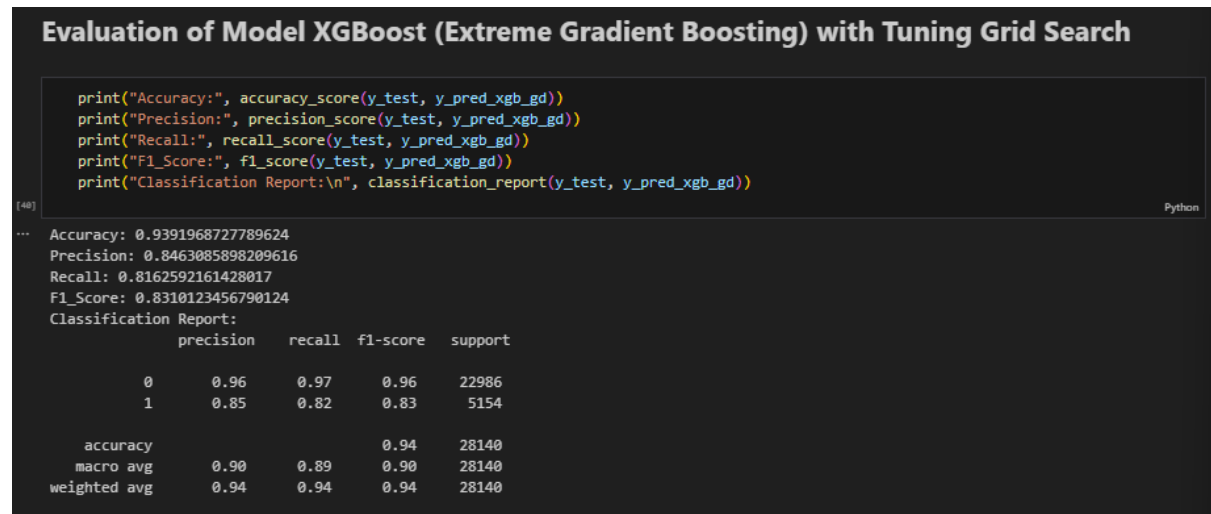 Evaluation of Model XGBoost (Extreme Gradient Boosting) with Tuning Grid Search
print("Accuracy:", accuracy_score(y_test, y_pred_xgb_gd))
print("Precision:", precision_score(y_test, y_pred_xgb_gd))
print("Recall:", recall_score(y_test, y_pred_xgb_gd))
print("F1_Score:", f1_score(y_test, y_pred_xgb_gd))
print("Classification Report:\n", classification_report(y_test, y_pred_xgb_gd))
[40]
Python
... Accuracy: 0.9391968727789624
Precision: 0.8463085898209616
Recall: 0.8162592161428017
F1_Score: 0.8310123456790124
Classification Report:
precision recall f1-score support
0 0.96 0.97 0.96 22986
1 0.85 0.82 0.83 5154
accuracy 0.94 28140
macro avg 0.90 0.89 0.90 28140
weighted avg 0.94 0.94 0.94 28140